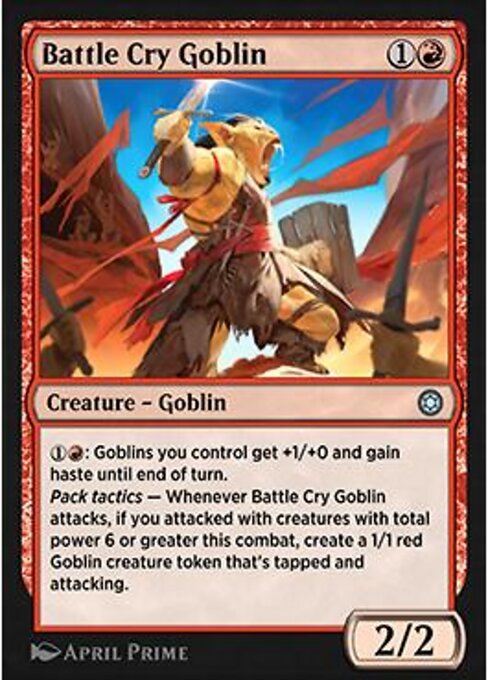 Battle Cry Goblin 1
Creature – Goblin
1: Goblins you control get +1/+0 and gain
haste until end of turn.
Pack tactics — Whenever Battle Cry Goblin
attacks, if you attacked with creatures with total
power 6 or greater this combat, create a 1/1 red
Goblin creature token that's tapped and
attacking.
2/2
April Prime